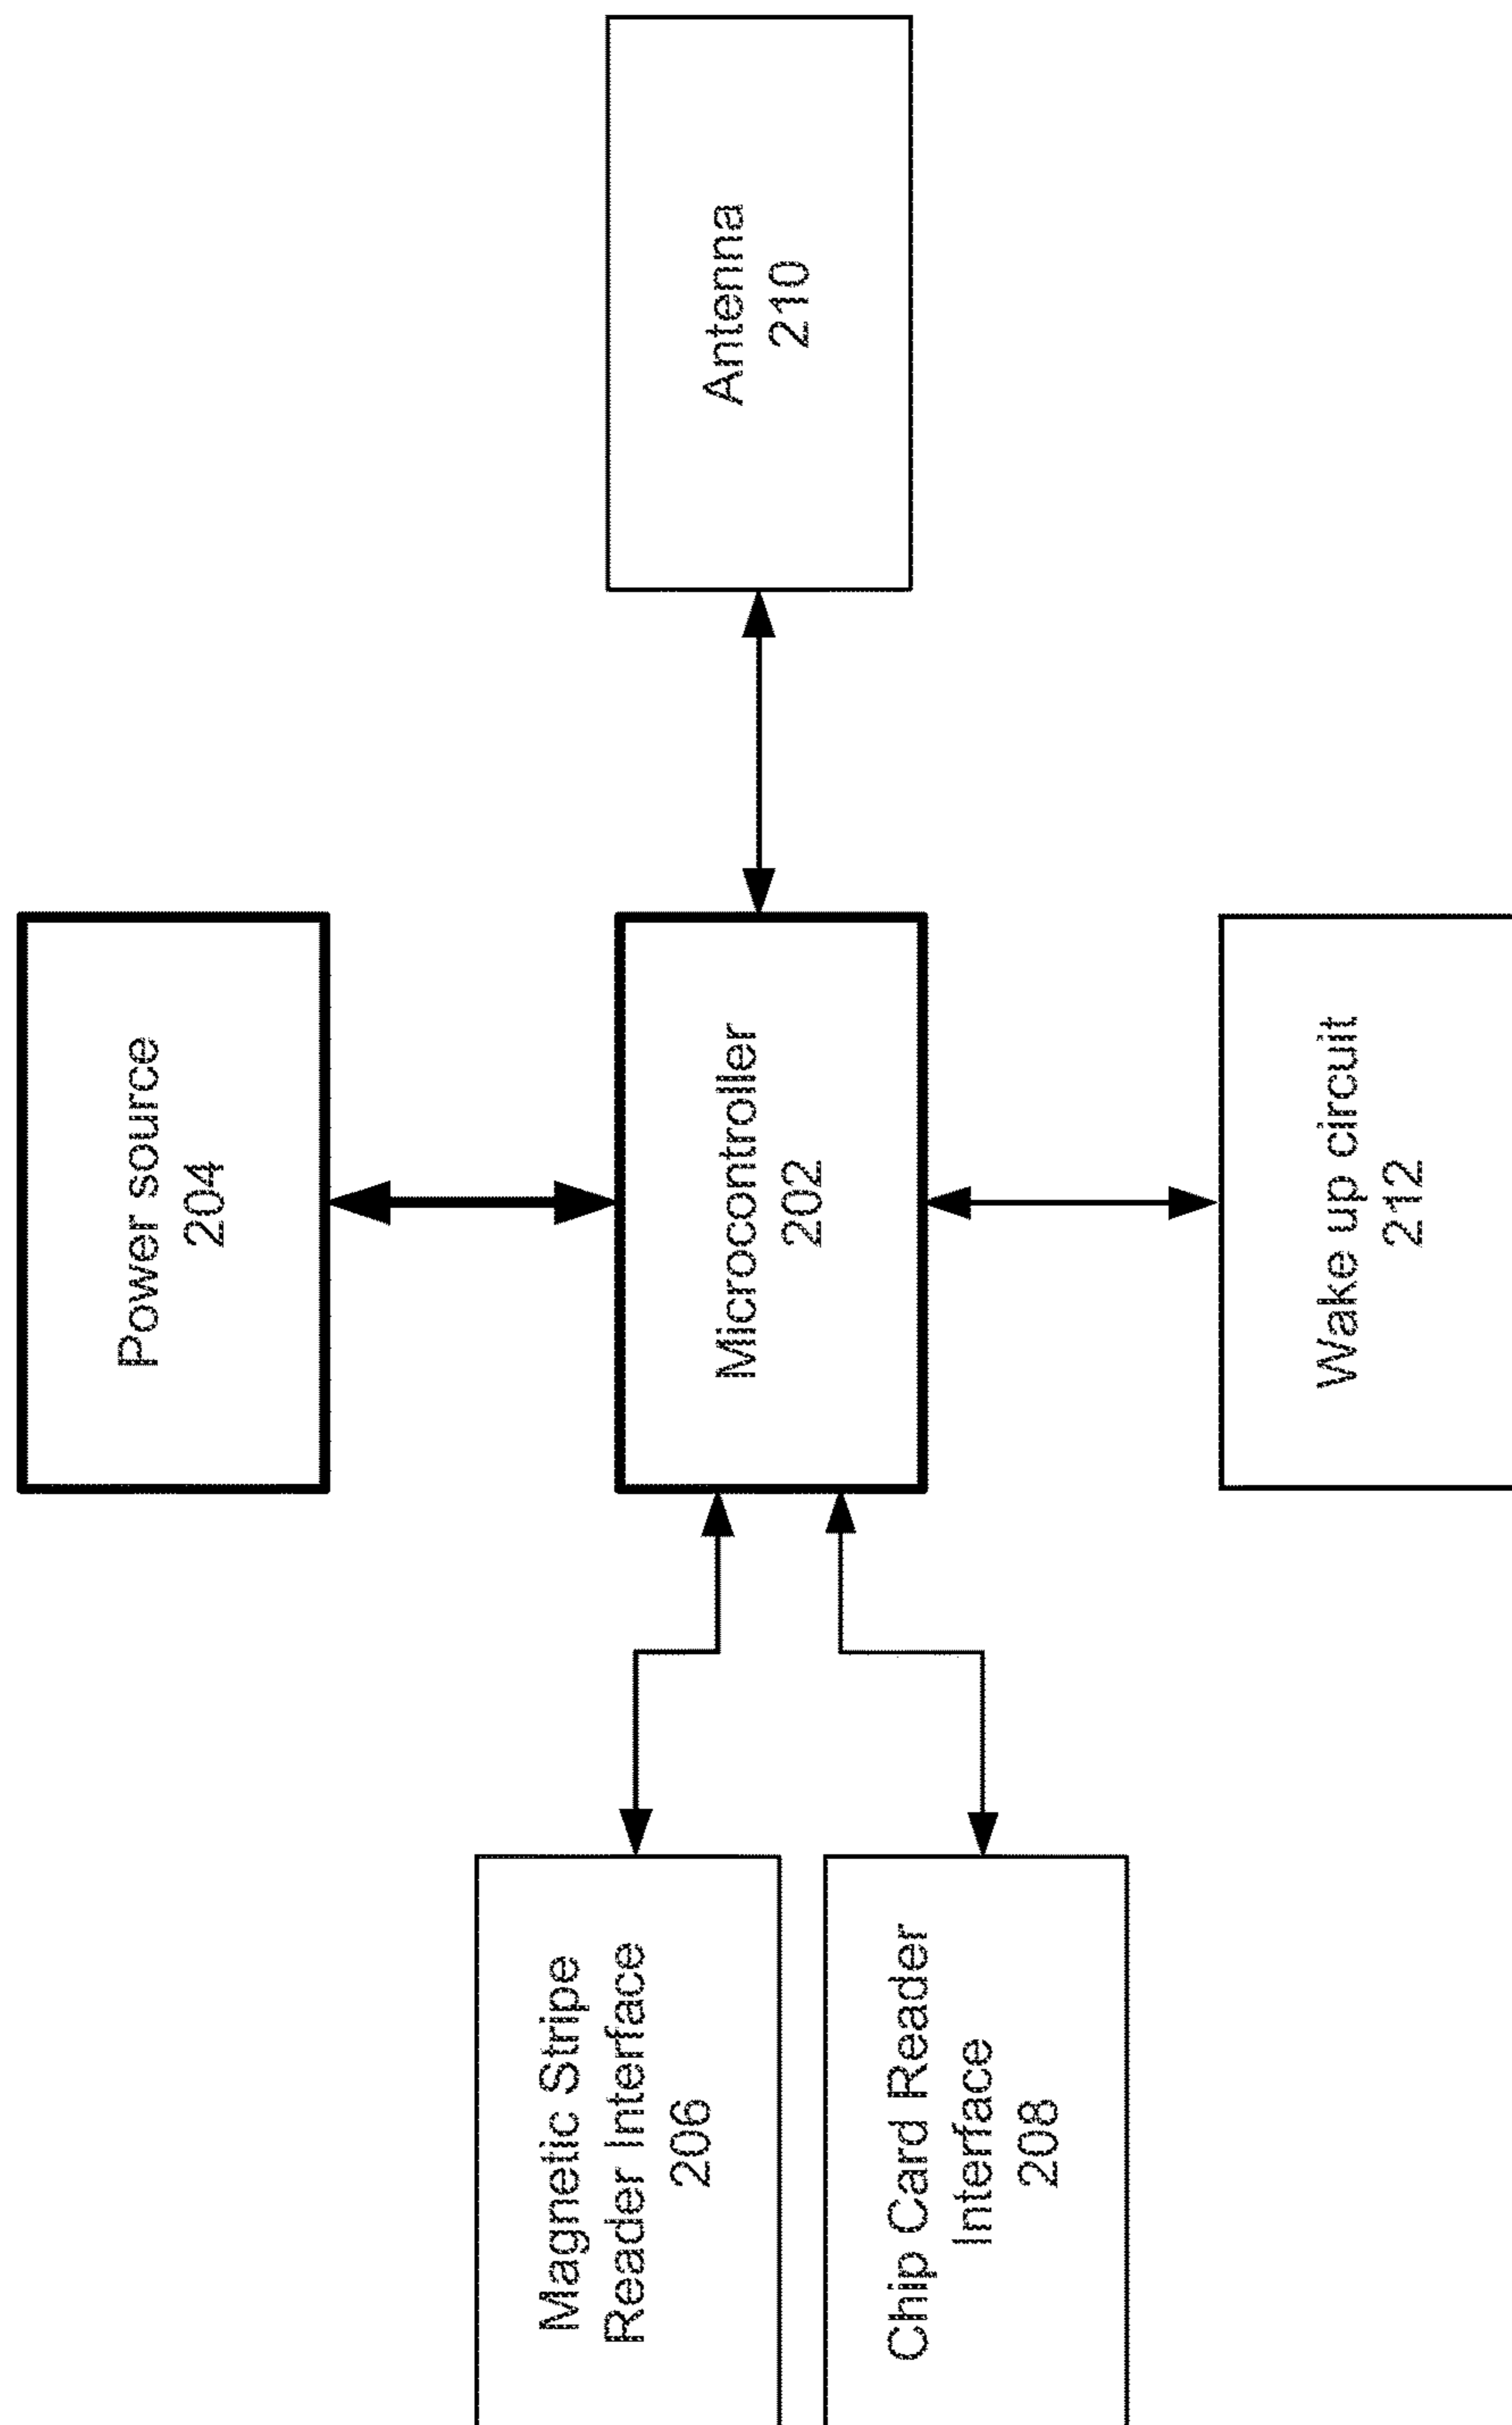 Power source
204
Magnetic Stripe
Reader Interface
206
Microcontroller
202
Antenna
210
Chip Card Reader
Interface
208
Wake up circuit
212